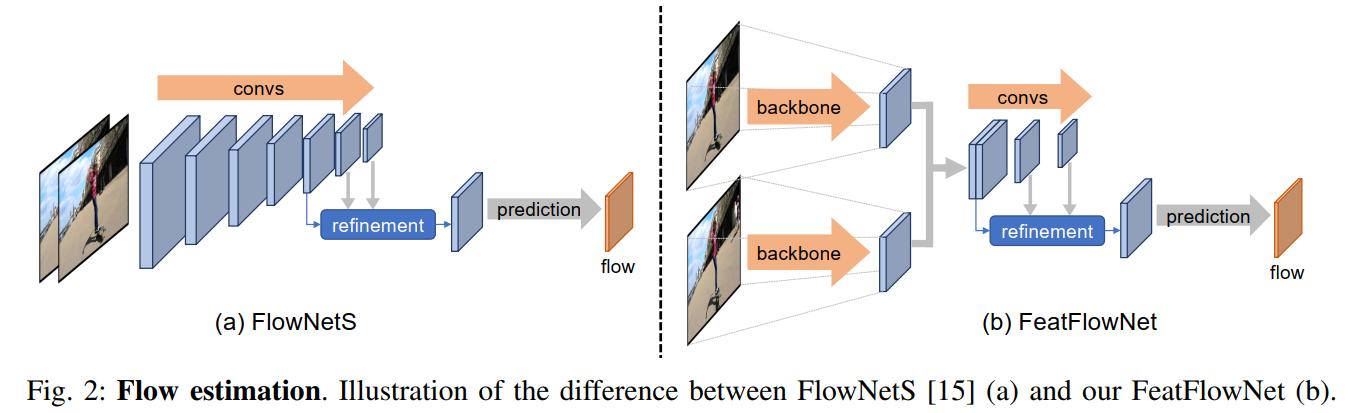 convs
refinement
prediction
flow
(a) FlowNetS
backbone
backbone
convs
refinement
prediction
flow
(b) FeatFlowNet
Fig. 2: Flow estimation. Illustration of the difference between FlowNetS [15] (a) and our FeatFlowNet (b).